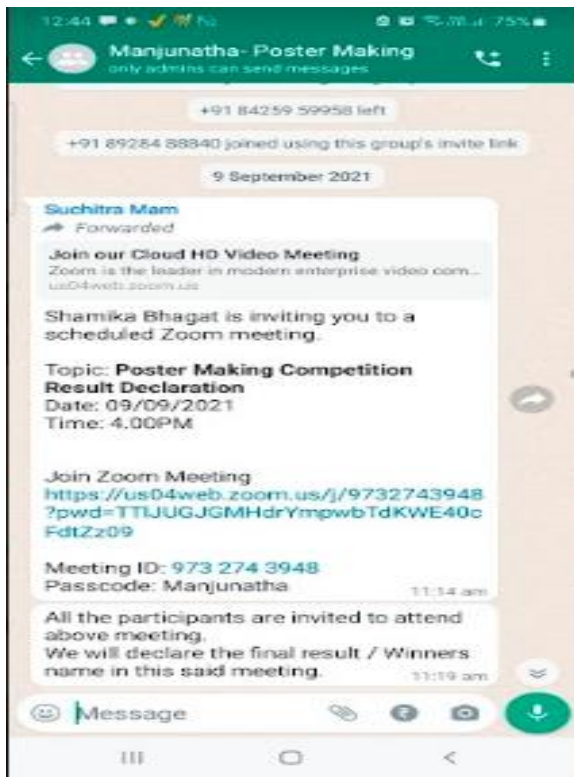 12:44 75%
Manjunatha- Poster Making
only admins can send messages
+91 84259 59958 left
+91 89284 88840 joined using this group's invite link
9 September 2021
Suchitra Mam
Forwarded
Join our Cloud HD Video Meeting
Zoom is the leader in modern enterprise video com...
us04web.zoom.us
Shamika Bhagat is inviting you to a
scheduled Zoom meeting.
Topic: Poster Making Competition
Result Declaration
Date: 09/09/2021
Time: 4.00PM
Join Zoom Meeting
https://us04web.zoom.us/j/9732743948
?pwd=TTlJUGJGMHdrYmpwbTdKWE40c
FdtZz09
Meeting ID: 973 274 3948
Passcode: Manjunatha
11:14 am
All the participants are invited to attend
above meeting.
We will declare the final result / Winners
name in this said meeting.
11:19 am
Message